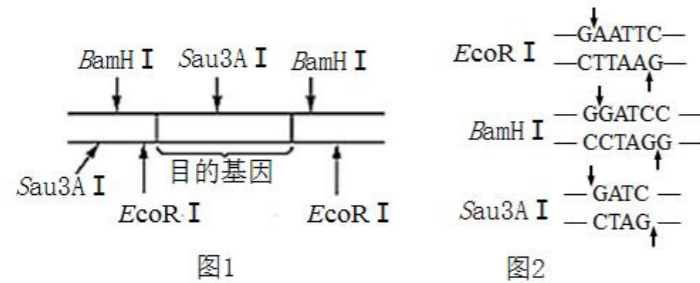 BamH I Sau3A I BamH I
目的基因
Sau3A I
EcoR I EcoR I
图1
EcoR I
—GAATTC—
—CTTAAG—
BamH I
—GGATCC—
—CCTAGG—
Sau3A I
—GATC—
—CTAG—
图2